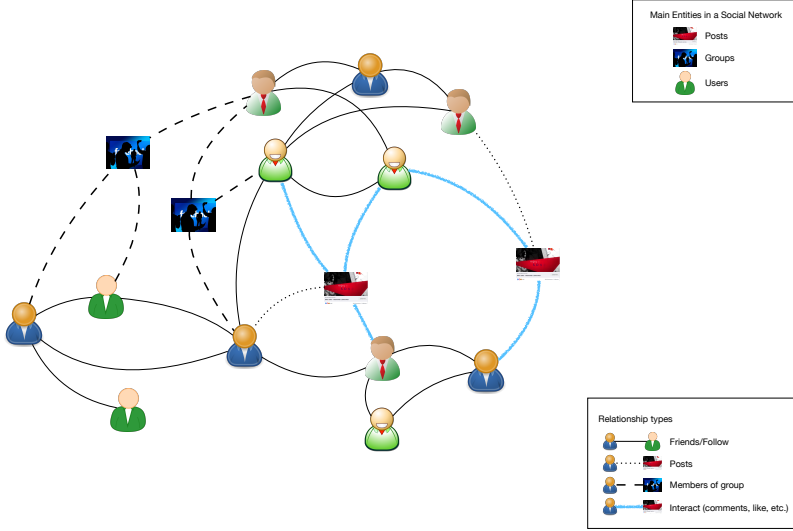 Main Entities in a Social Network
Posts
Groups
Users
Relationship types
Friends/Follow
Posts
Members of group
Interact (comments, like, etc.)